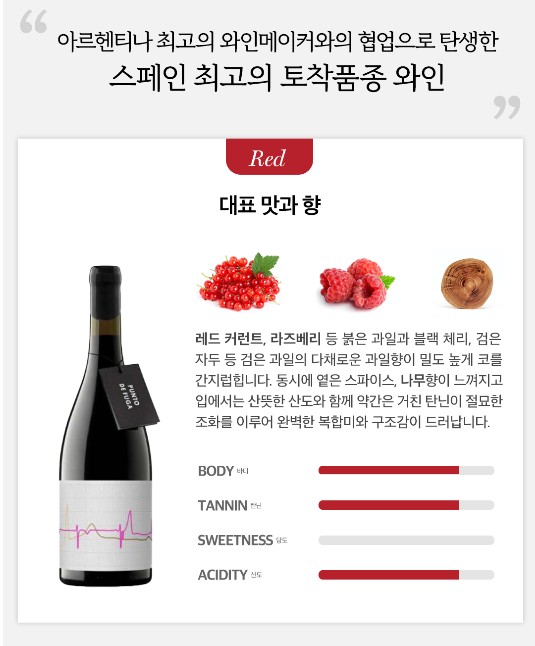 “
아르헨티나 최고의 와인메이커와의 협업으로 탄생한
스페인 최고의 토착품종 와인
”
Red
대표 맛과 향
레드 커런트, 라즈베리 등 붉은 과일과 블랙 체리, 검은
자두 등 검은 과일의 다채로운 과일향이 밀도 높게 코를
간지럽힙니다. 동시에 옅은 스파이스, 나무향이 느껴지고
입에서는 산뜻한 산도와 함께 약간은 거친 탄닌이 절묘한
조화를 이루어 완벽한 복합미와 구조감이 드러납니다.
PUNTO
DE FUGA
BODY 바디
TANNIN 탄닌
SWEETNESS 당도
ACIDITY 산도